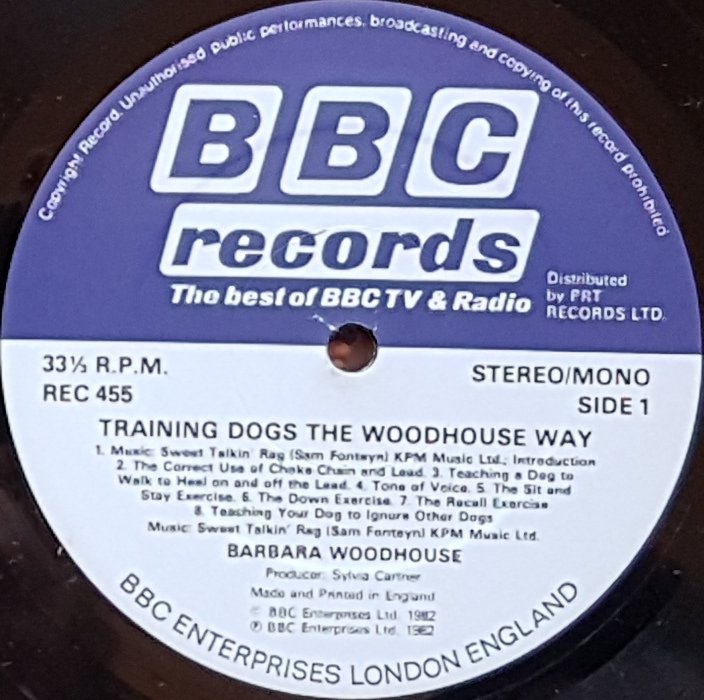 Copyright Record. Unauthorised public performances, broadcasting and copying of this record prohibited
BBC
records
The best of BBC TV & Radio
Distributed
by PRT
RECORDS LTD.
33⅓ R.P.M.
REC 455
STEREO/MONO
SIDE 1
TRAINING DOGS THE WOODHOUSE WAY
1. Music: Sweet Talkin' Rag (Sam Fonteyn) KPM Music Ltd.; Introduction
2. The Correct Use of Choke Chain and Lead. 3. Teaching a Dog to
Walk to Heel on and off the Lead. 4. Tone of Voice. 5. The Sit and
Stay Exercise. 6. The Down Exercise. 7. The Recall Exercise
8. Teaching Your Dog to Ignore Other Dogs
Music: Sweet Talkin' Rag (Sam Fonteyn) KPM Music Ltd.
BARBARA WOODHOUSE
Producer: Sylvia Cartner
Made and Printed in England
© BBC Enterprises Ltd. 1982
℗ BBC Enterprises Ltd. 1982
BBC ENTERPRISES LONDON ENGLAND